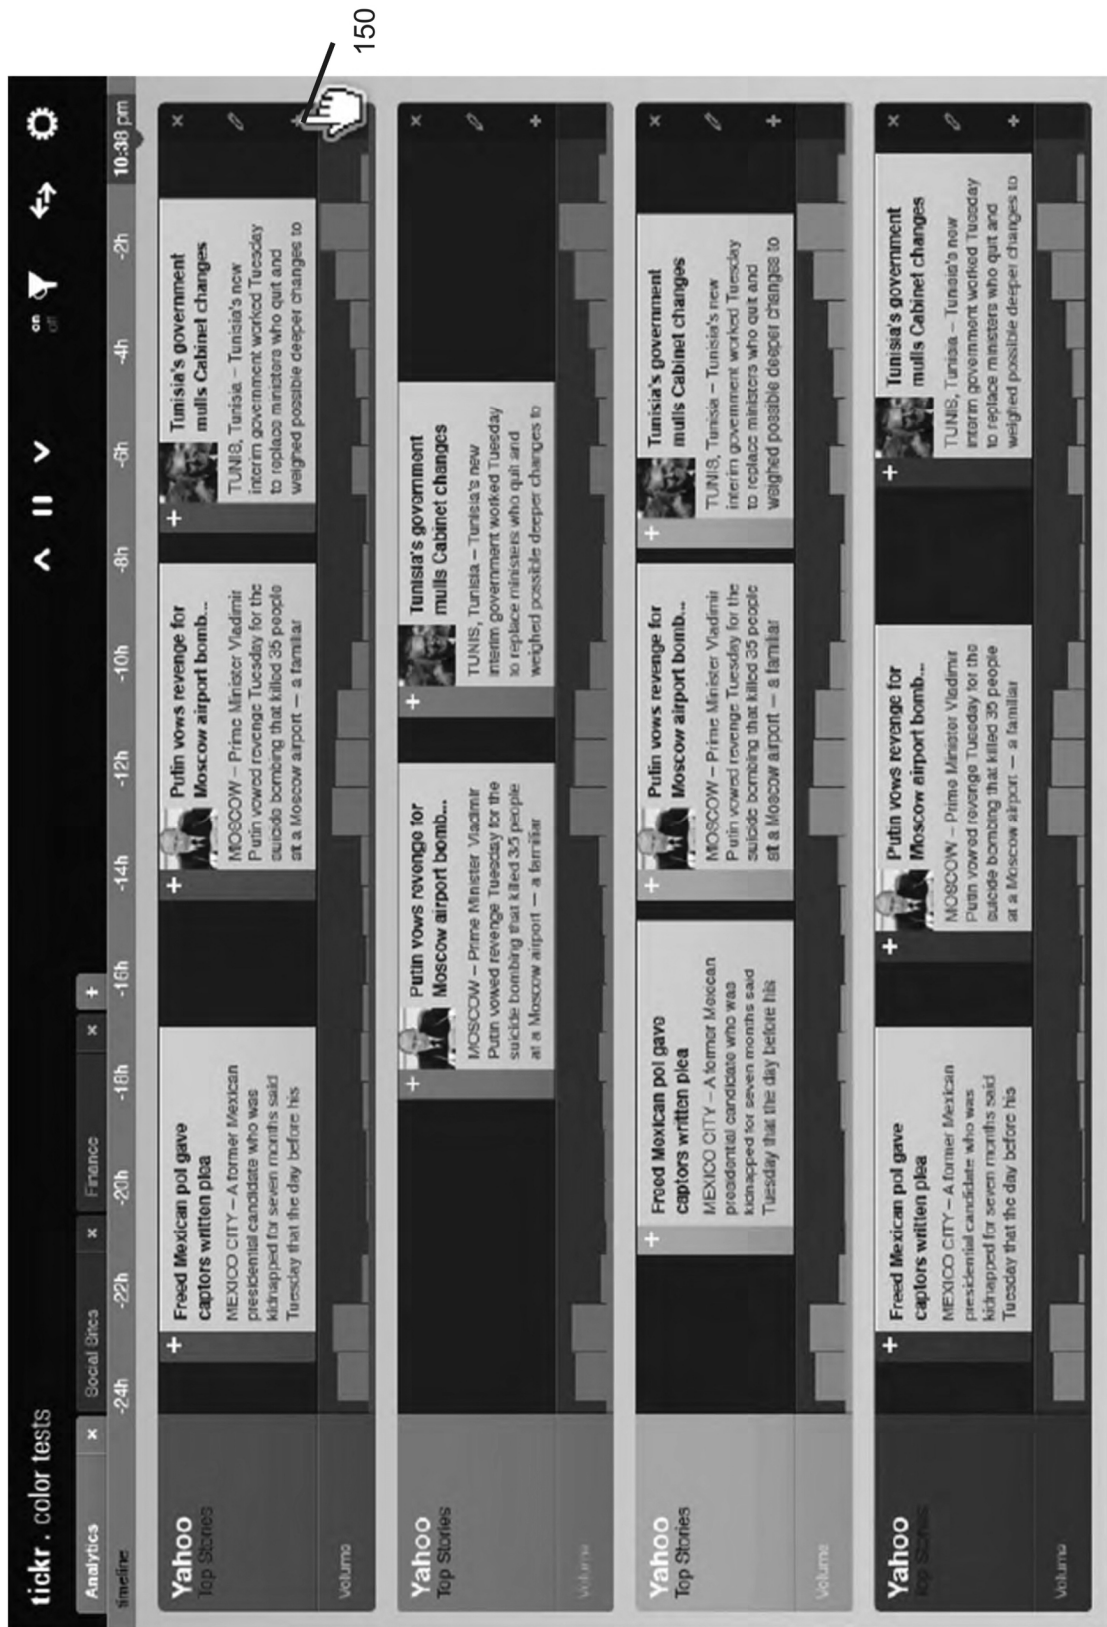 150
tickr. color tests
on
off
Analytics × Social Sites × Finance × +
timeline -24h -22h -20h -18h -16h -14h -12h -10h -8h -6h -4h -2h 10:38 pm
Yahoo
Top Stories
Volume
Freed Mexican pol gave
captors written plea
MEXICO CITY – A former Mexican
presidential candidate who was
kidnapped for seven months said
Tuesday that the day before his
Putin vows revenge for
Moscow airport bomb...
MOSCOW – Prime Minister Vladimir
Putin vowed revenge Tuesday for the
suicide bombing that killed 35 people
at a Moscow airport — a familiar
Tunisia's government
mulls Cabinet changes
TUNIS, Tunisia – Tunisia's new
interim government worked Tuesday
to replace ministers who quit and
weighed possible deeper changes to
Yahoo
Top Stories
Volume
Putin vows revenge for
Moscow airport bomb...
MOSCOW – Prime Minister Vladimir
Putin vowed revenge Tuesday for the
suicide bombing that killed 35 people
at a Moscow airport — a familiar
Tunisia's government
mulls Cabinet changes
TUNIS, Tunisia – Tunisia's new
interim government worked Tuesday
to replace ministers who quit and
weighed possible deeper changes to
Yahoo
Top Stories
Volume
Freed Mexican pol gave
captors written plea
MEXICO CITY – A former Mexican
presidential candidate who was
kidnapped for seven months said
Tuesday that the day before his
Putin vows revenge for
Moscow airport bomb...
MOSCOW – Prime Minister Vladimir
Putin vowed revenge Tuesday for the
suicide bombing that killed 35 people
at a Moscow airport — a familiar
Tunisia's government
mulls Cabinet changes
TUNIS, Tunisia – Tunisia's new
interim government worked Tuesday
to replace ministers who quit and
weighed possible deeper changes to
Yahoo
Top Stories
Volume
Freed Mexican pol gave
captors written plea
MEXICO CITY – A former Mexican
presidential candidate who was
kidnapped for seven months said
Tuesday that the day before his
Putin vows revenge for
Moscow airport bomb...
MOSCOW – Prime Minister Vladimir
Putin vowed revenge Tuesday for the
suicide bombing that killed 35 people
at a Moscow airport — a familiar
Tunisia's government
mulls Cabinet changes
TUNIS, Tunisia – Tunisia's new
interim government worked Tuesday
to replace ministers who quit and
weighed possible deeper changes to